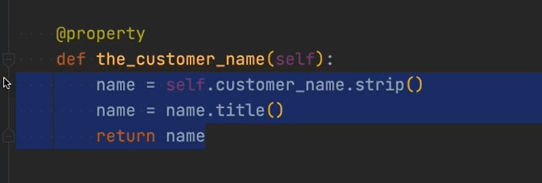 @property
def the_customer_name(self):
name = self.customer_name.strip()
name = name.title()
return name